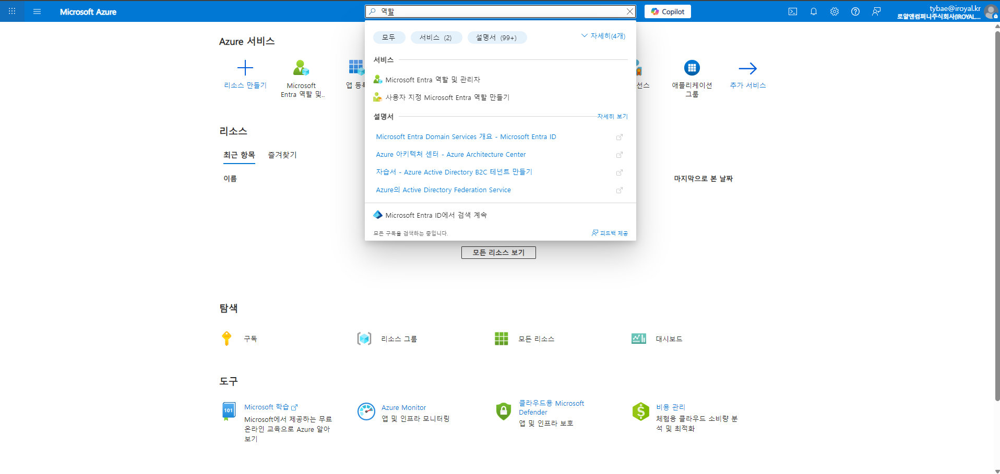 Microsoft Azure
역할
Copilot
tybae@iroyal.kr
로얄앤컴퍼니주식회사(IROYAL....
모두
서비스 (2)
설명서 (99+)
자세히(4개)
서비스
Microsoft Entra 역할 및 관리자
사용자 지정 Microsoft Entra 역할 만들기
설명서
자세히 보기
Microsoft Entra Domain Services 개요 - Microsoft Entra ID
Azure 아키텍처 센터 - Azure Architecture Center
자습서 - Azure Active Directory B2C 테넌트 만들기
Azure의 Active Directory Federation Service
Microsoft Entra ID에서 검색 계속
모든 구독을 검색하는 중입니다.
피드백 제공
Azure 서비스
리소스 만들기
Microsoft
Entra 역할 및..
앱 등록
선스
애플리케이션
그룹
추가 서비스
리소스
최근 항목
즐겨찾기
이름
마지막으로 본 날짜
모든 리소스 보기
탐색
구독
리소스 그룹
모든 리소스
대시보드
도구
101
Microsoft 학습
Microsoft에서 제공하는 무료
온라인 교육으로 Azure 알아
보기
Azure Monitor
앱 및 인프라 모니터링
클라우드용 Microsoft
Defender
앱 및 인프라 보호
비용 관리
체험용 클라우드 소비량 분
석 및 최적화